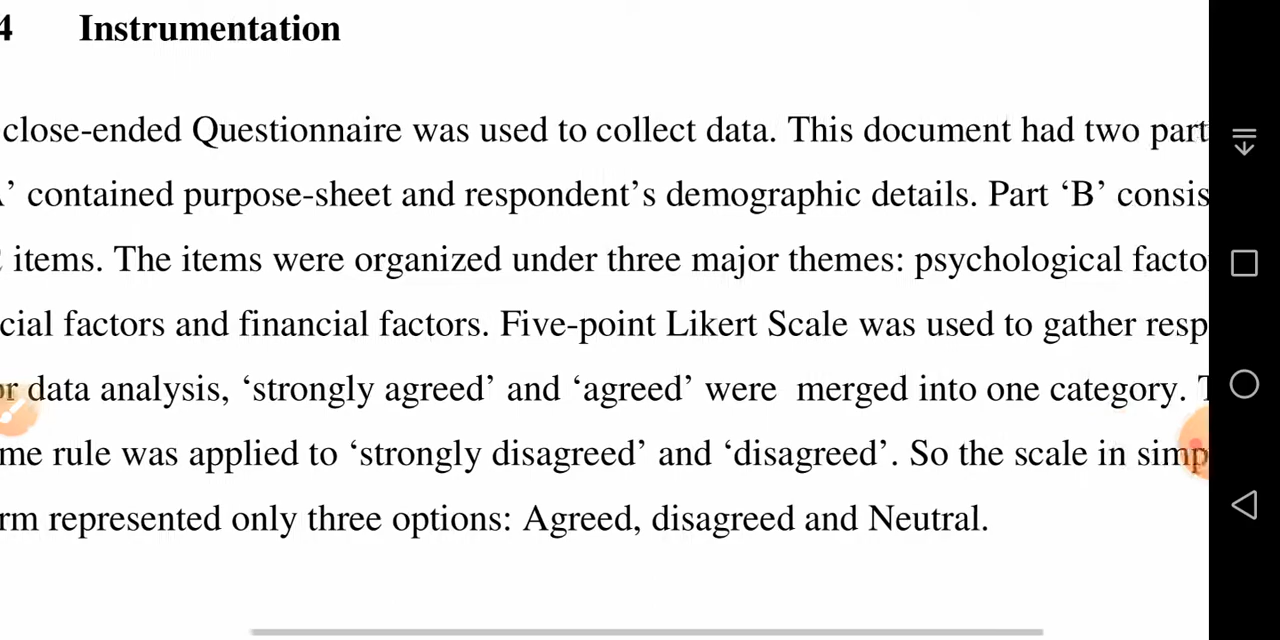 4 Instrumentation
close-ended Questionnaire was used to collect data. This document had two part
’ contained purpose-sheet and respondent’s demographic details. Part ‘B’ consis
items. The items were organized under three major themes: psychological facto
cial factors and financial factors. Five-point Likert Scale was used to gather resp
or data analysis, ‘strongly agreed’ and ‘agreed’ were merged into one category. T
me rule was applied to ‘strongly disagreed’ and ‘disagreed’. So the scale in simp
rm represented only three options: Agreed, disagreed and Neutral.